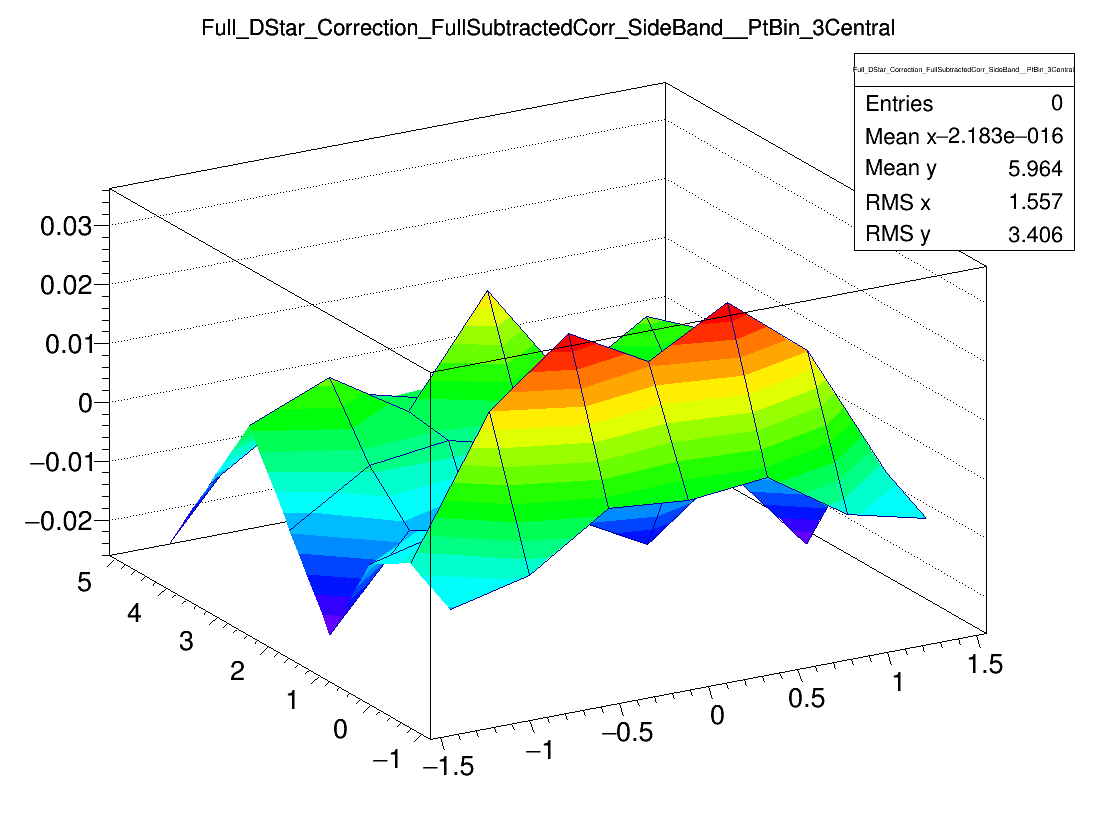 Full_DStar_Correction_FullSubtractedCorr_SideBand__PtBin_3Central
Full_DStar_Correction_FullSubtractedCorr_SideBand__PtBin_3Central
Entries 0
Mean x−2.183e−016
Mean y 5.964
RMS x 1.557
RMS y 3.406
0.03
0.02
0.01
0
−0.01
−0.02
5
4
3
2
1
0
−1
−1.5
−1
−0.5
0
0.5
1
1.5